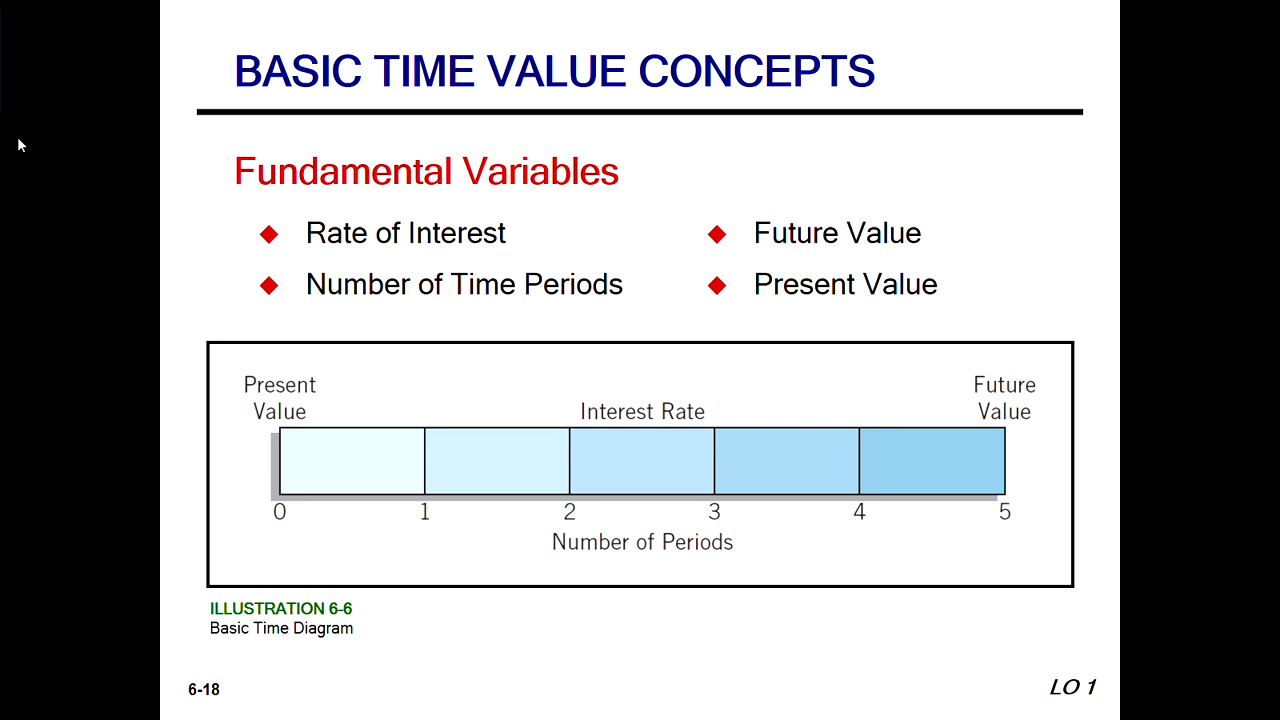 BASIC TIME VALUE CONCEPTS
Fundamental Variables
Rate of Interest
Number of Time Periods
Future Value
Present Value
Present
Value
Interest Rate
Future
Value
0 1 2 3 4 5
Number of Periods
ILLUSTRATION 6-6
Basic Time Diagram
6-18
LO 1